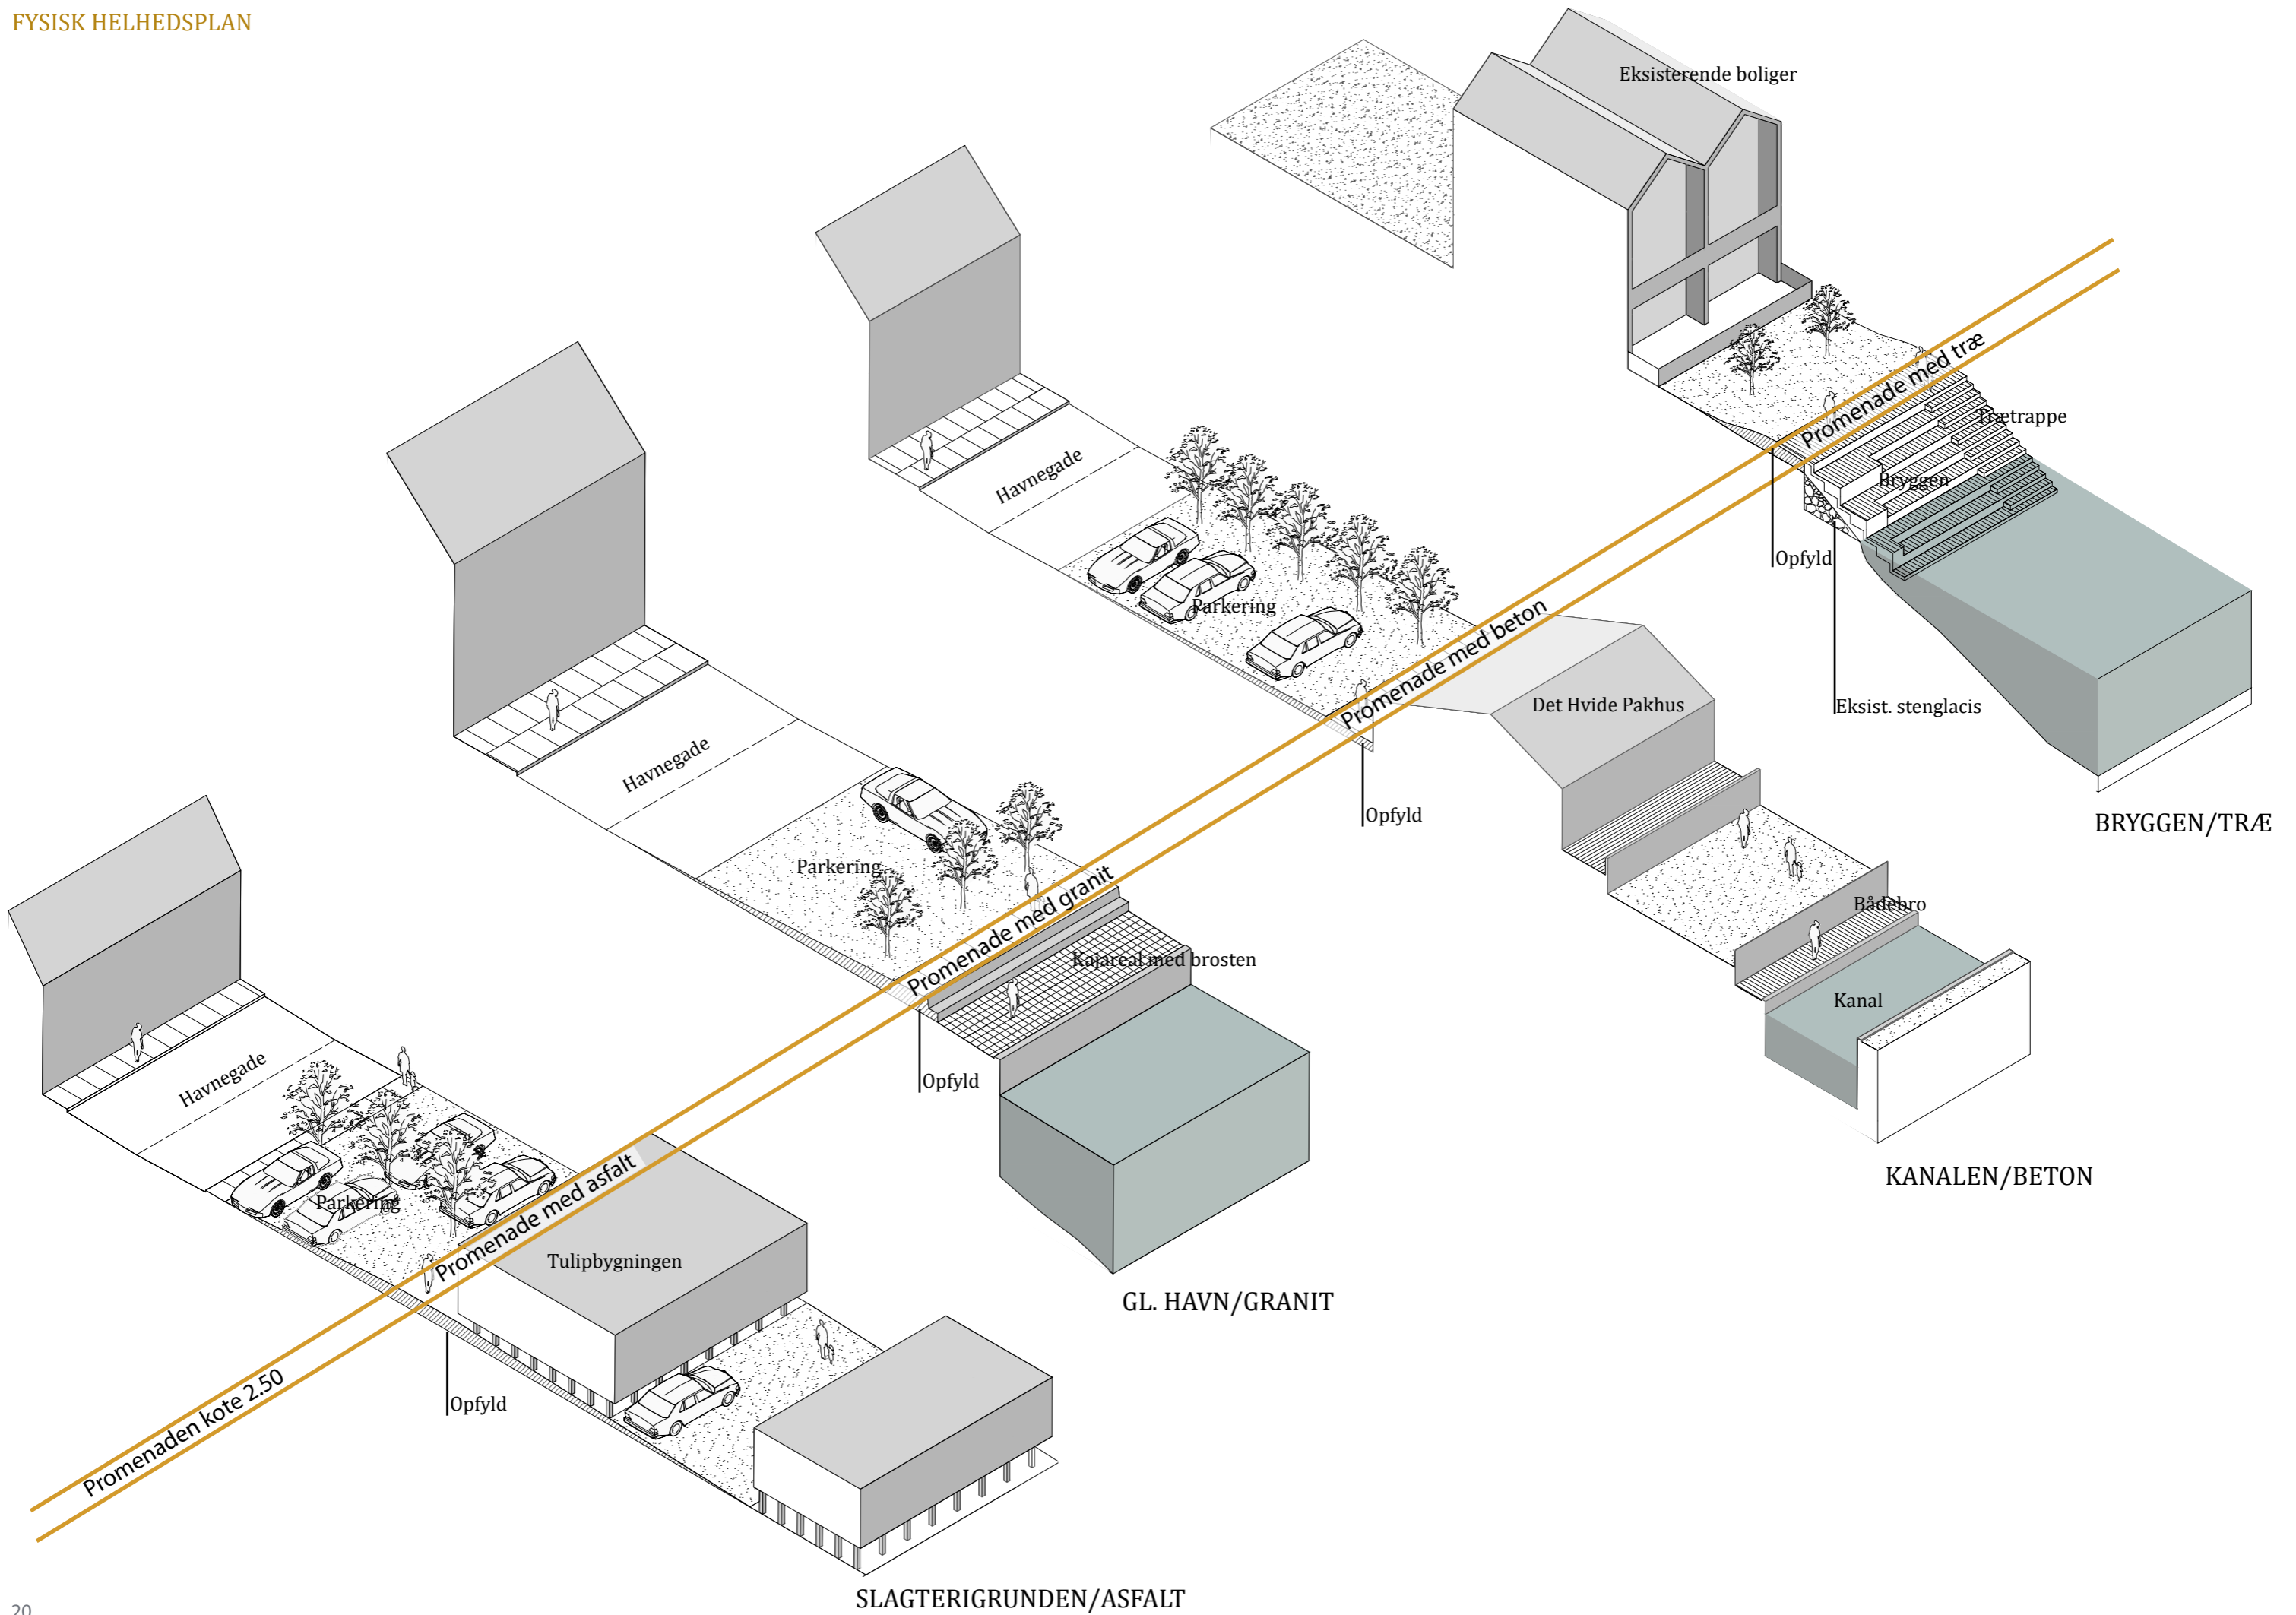 FYSISK HELHEDSPLAN
Eksisterende boliger
Promenade med træ
Trætrappe
Bryggen
Opfyld
Eksist. stenglacis
BRYGGEN/TRÆ
Havnegade
Parkering
Promenade med beton
Det Hvide Pakhus
Opfyld
Bådebro
Kanal
KANALEN/BETON
Havnegade
Parkering
Promenade med granit
Kajareal med brosten
Opfyld
GL. HAVN/GRANIT
Havnegade
Parkering
Promenade med asfalt
Tulipbygningen
Opfyld
Promenaden kote 2.50
SLAGTERIGRUNDEN/ASFALT
20